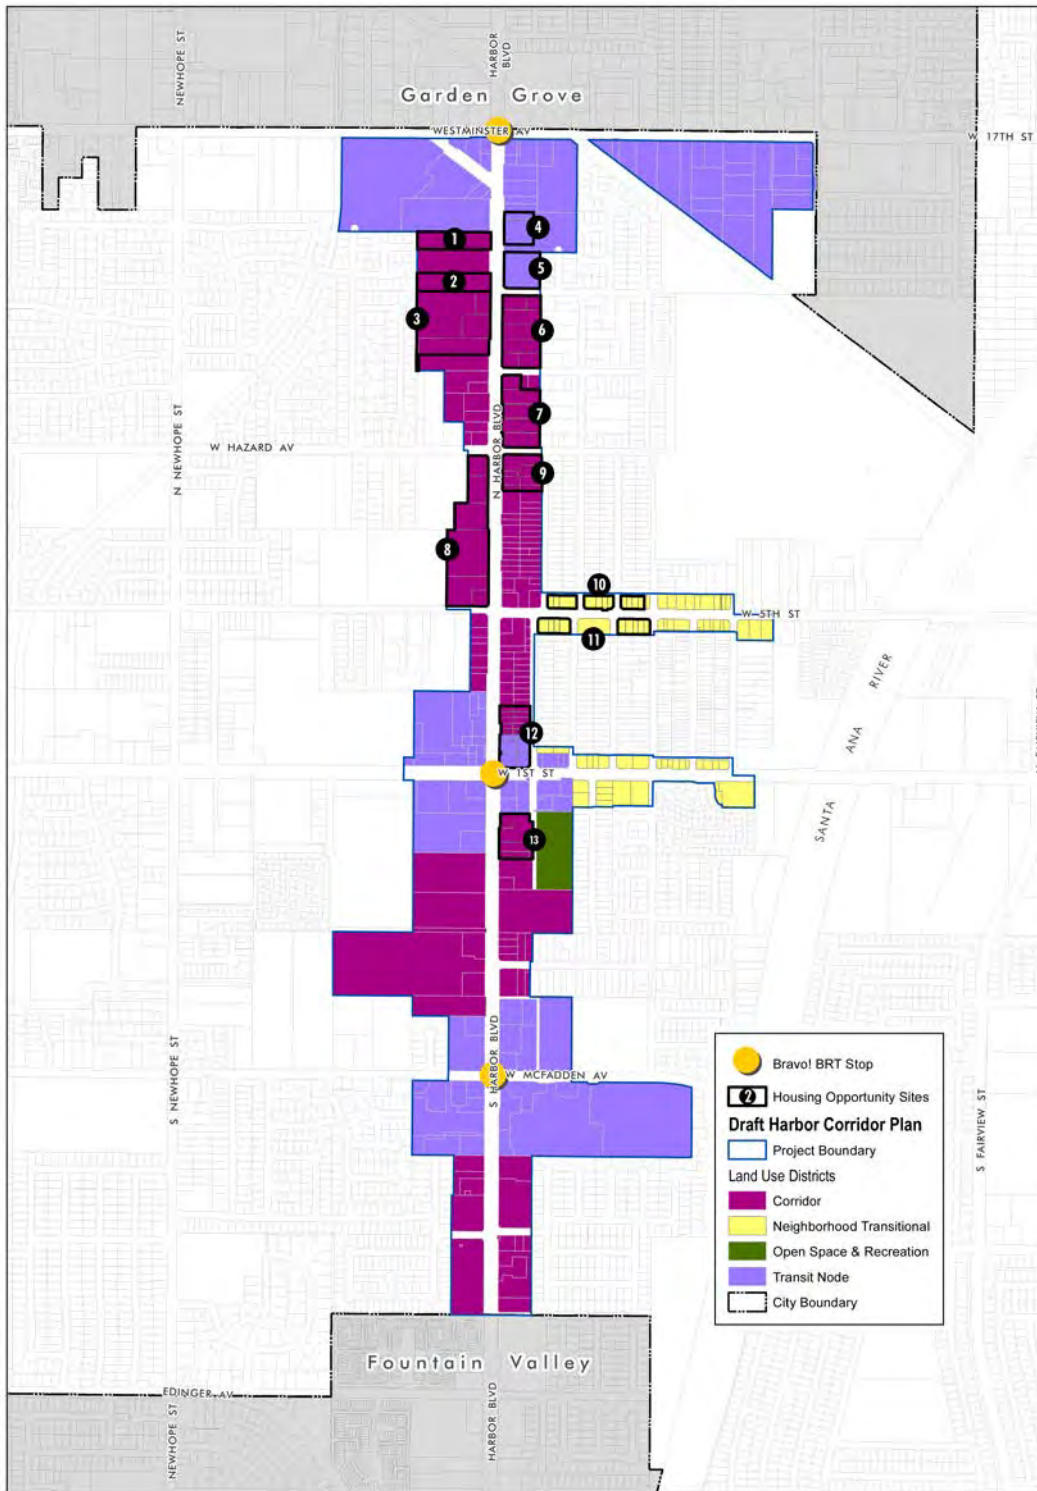 NEWHOPE ST
HARBOR
BLVD
Garden Grove
WESTMINSTER AV
W 17TH ST
4
1
5
2
3
6
N HARBOR BLVD
7
N NEWHOPE ST
W HAZARD AV
9
8
10
W 5TH ST
11
SANTA ANA RIVER
12
W 1ST ST
13
S HARBOR BLVD
W MCFADDEN AV
S NEWHOPE ST
S FAIRVIEW ST
Bravo! BRT Stop
2 Housing Opportunity Sites
Draft Harbor Corridor Plan
Project Boundary
Land Use Districts
Corridor
Neighborhood Transitional
Open Space & Recreation
Transit Node
City Boundary
Fountain Valley
EDINGER AV
NEWHOPE ST
HARBOR BLVD